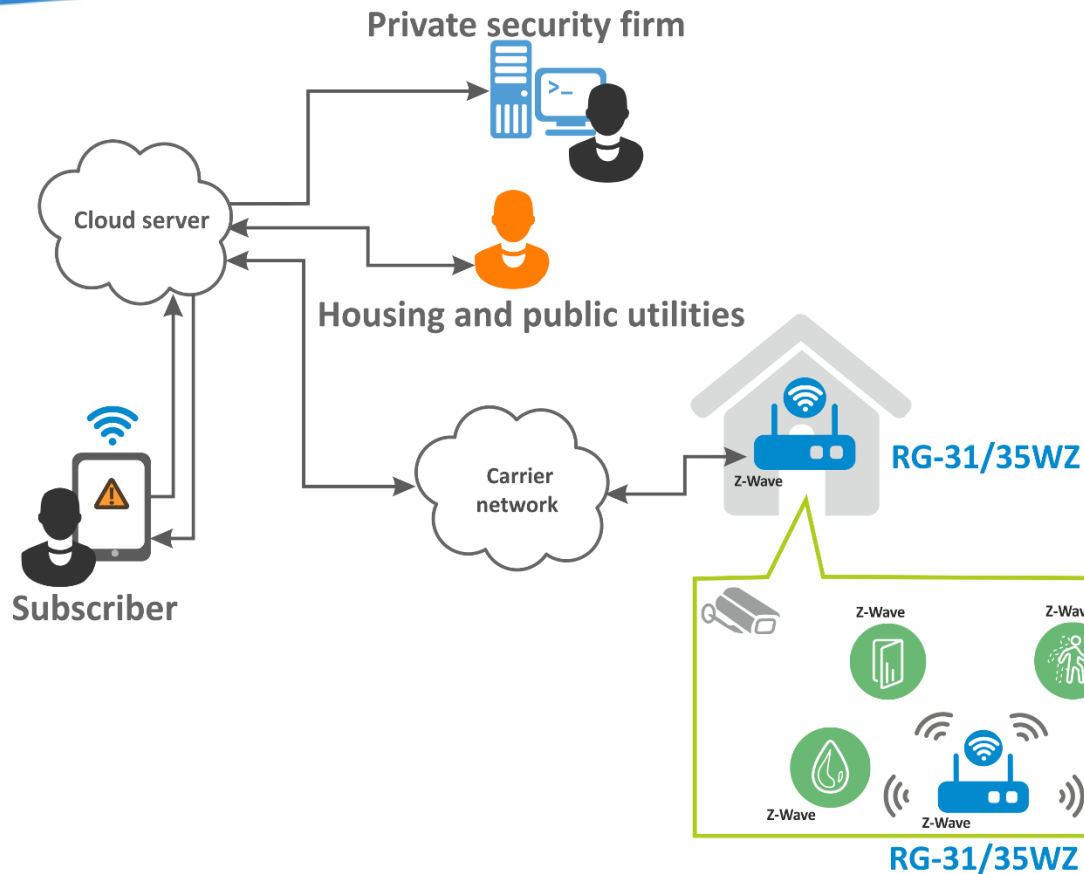 Private security firm
>_
Cloud server
Housing and public utilities
Carrier
network
RG-31/35WZ
Z-Wave
Subscriber
Z-Wave
Z-Wav
Z-Wave
Z-Wave
RG-31/35WZ